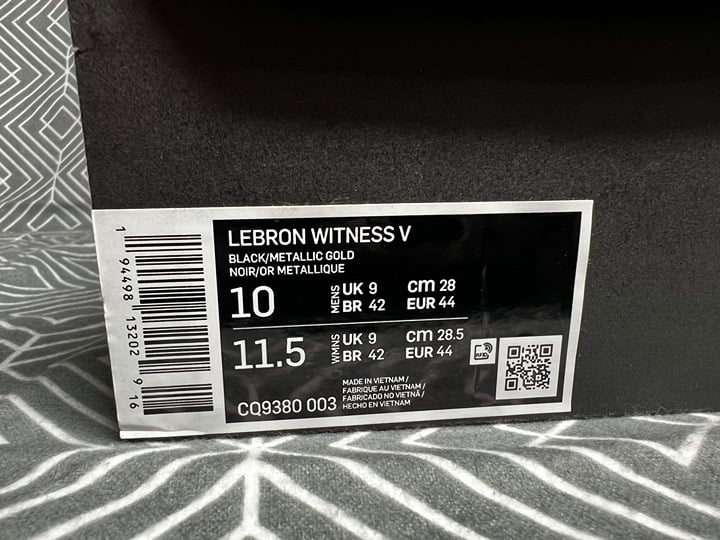 LEBRON WITNESS V
BLACK/METALLIC GOLD
NOIR/OR METALLIQUE
10 MENS UK 9 cm 28
BR 42 EUR 44
11.5 WMNS UK 9 cm 28.5
BR 42 EUR 44
RFID
CQ9380 003
MADE IN VIETNAM /
FABRIQUE AU VIETNAM /
FABRICADO NO VIETNÃ /
HECHO EN VIETNAM
1 94498 13202 9 16